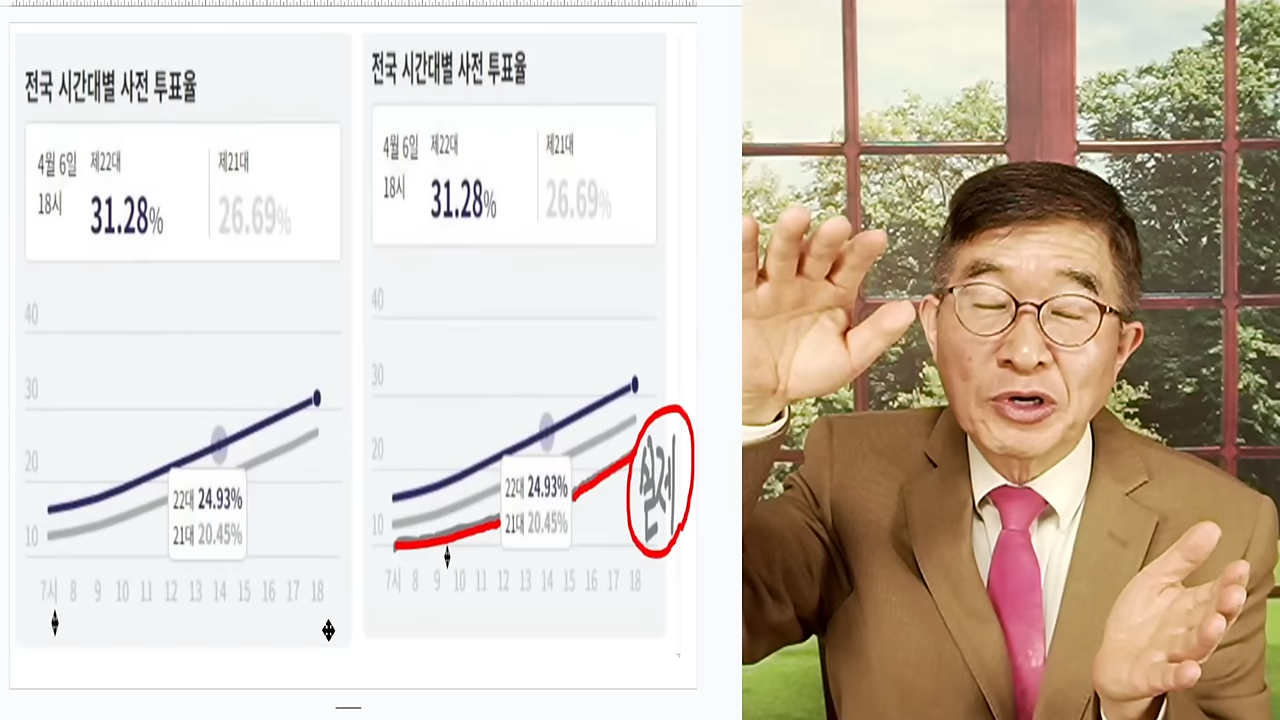 전국 시간대별 사전 투표율
4월 6일 제22대 제21대
18시 31.28% 26.69%
40
30
20
10
22대 24.93%
21대 20.45%
7시 8 9 10 11 12 13 14 15 16 17 18
전국 시간대별 사전 투표율
4월 6일 제22대 제21대
18시 31.28% 26.69%
40
30
20
10
22대 24.93%
21대 20.45%
실제
7시 8 9 10 11 12 13 14 15 16 17 18